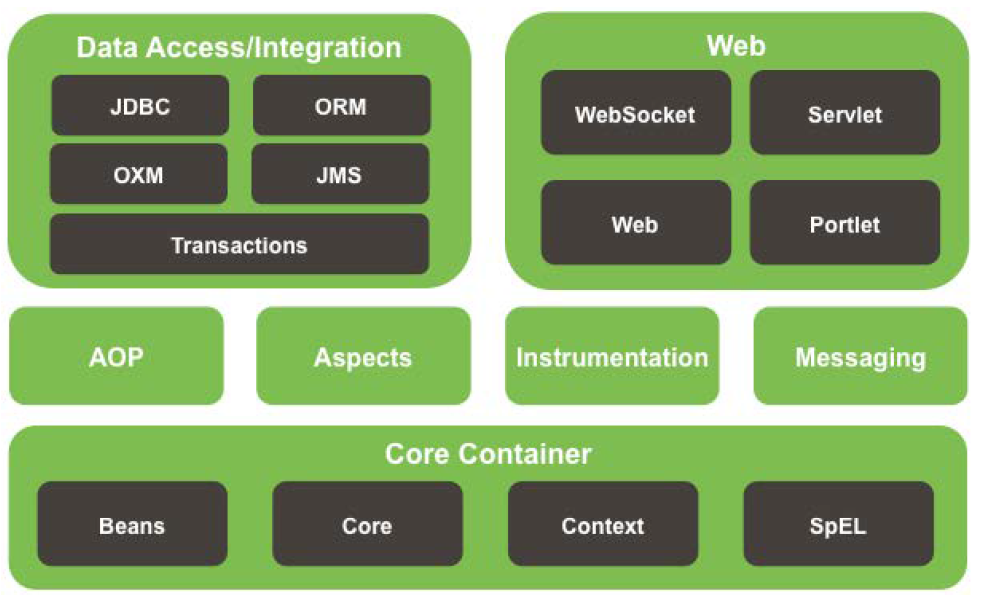 Data Access/Integration
JDBC
ORM
OXM
JMS
Transactions
Web
WebSocket
Servlet
Web
Portlet
AOP
Aspects
Instrumentation
Messaging
Core Container
Beans
Core
Context
SpEL